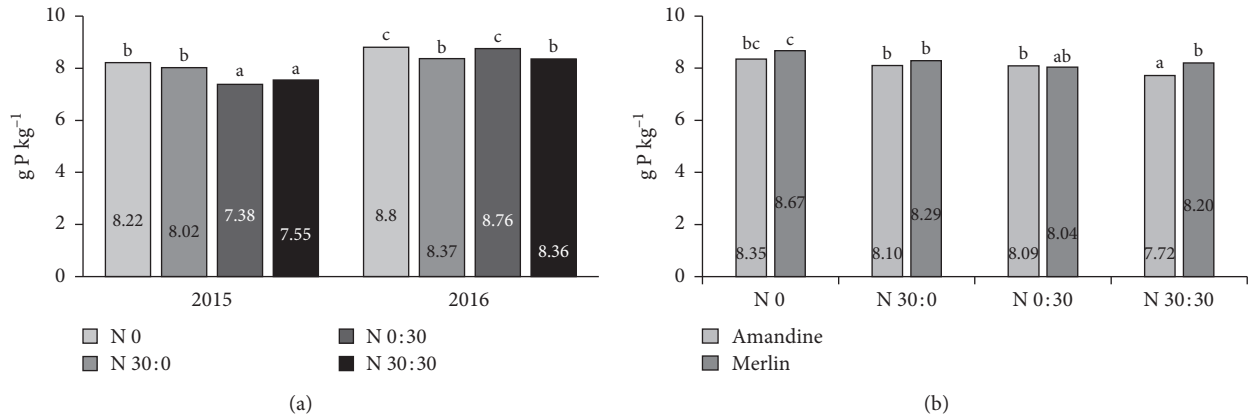 10
8
6
4
2
0
g P kg⁻¹
b
b
a
a
c
b
c
b
8.22
8.02
7.38
7.55
8.8
8.37
8.76
8.36
2015
2016
N 0
N 0:30
N 30:0
N 30:30
(a)
10
8
6
4
2
0
g P kg⁻¹
bc
c
b
b
b
ab
a
b
8.35
8.67
8.10
8.29
8.09
8.04
7.72
8.20
N 0
N 30:0
N 0:30
N 30:30
Amandine
Merlin
(b)